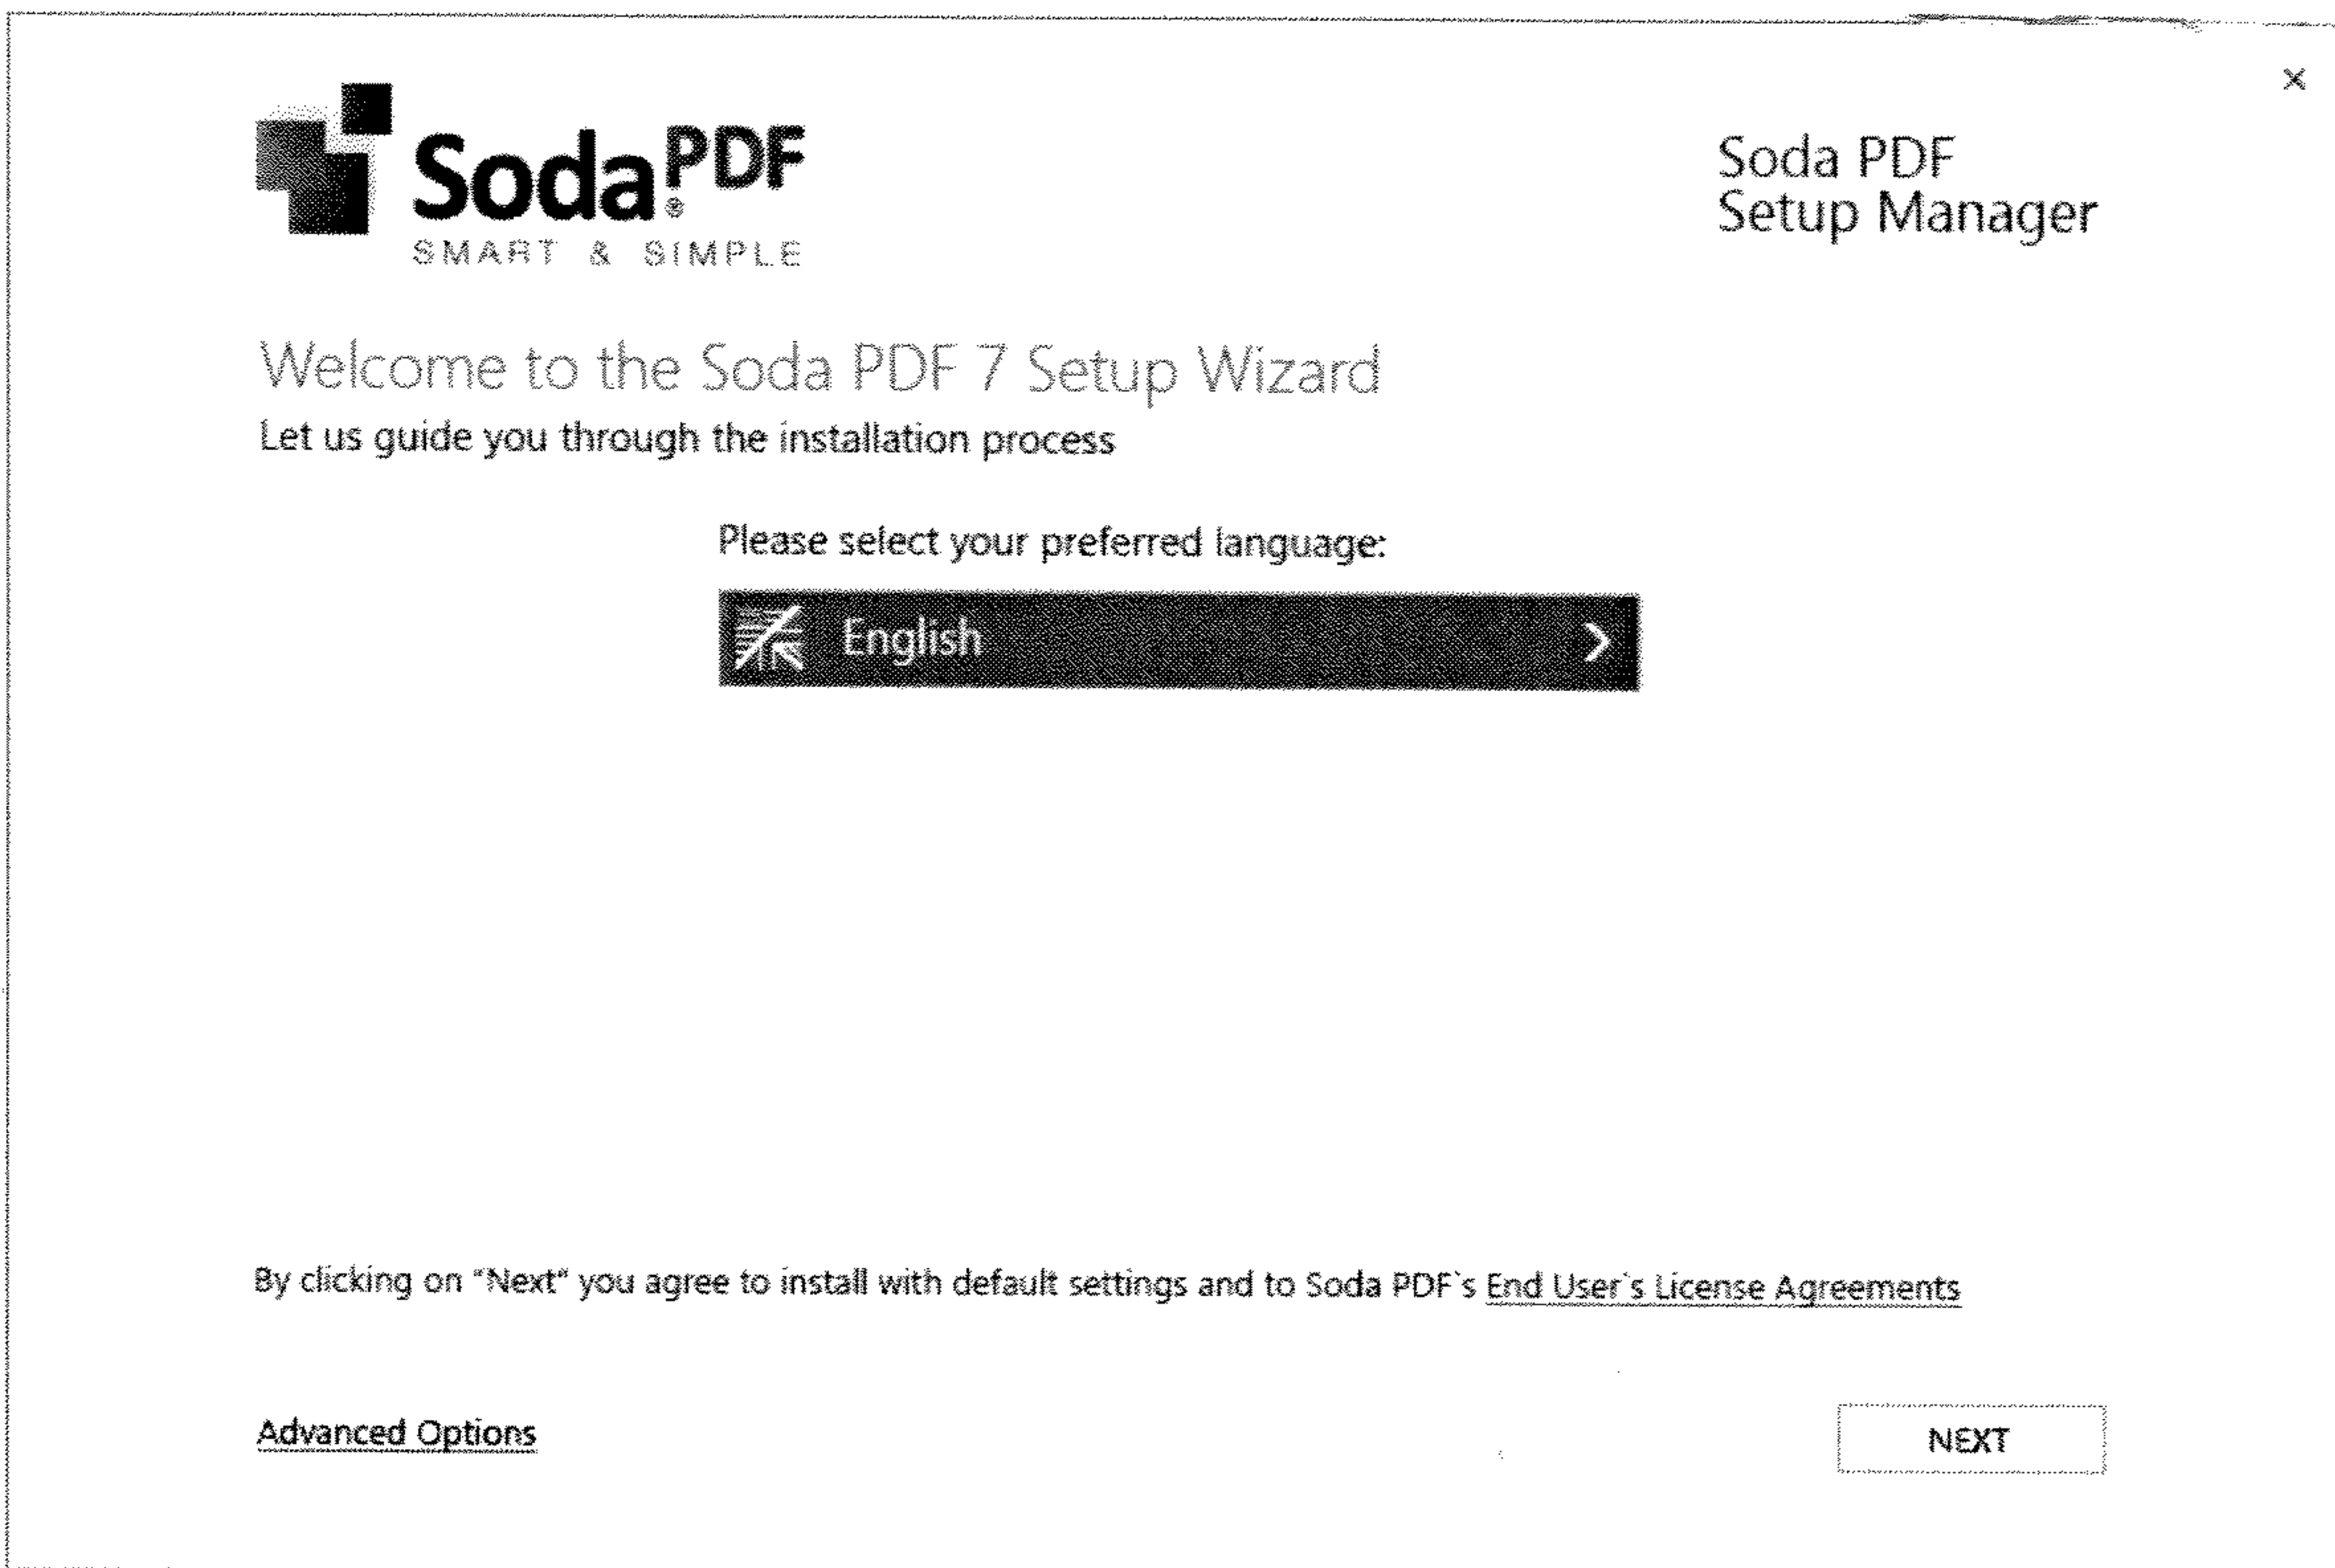 Soda PDF®
SMART & SIMPLE
Soda PDF
Setup Manager
Welcome to the Soda PDF 7 Setup Wizard
Let us guide you through the installation process
Please select your preferred language:
English
By clicking on "Next" you agree to install with default settings and to Soda PDF`s End User`s License Agreements
Advanced Options
NEXT